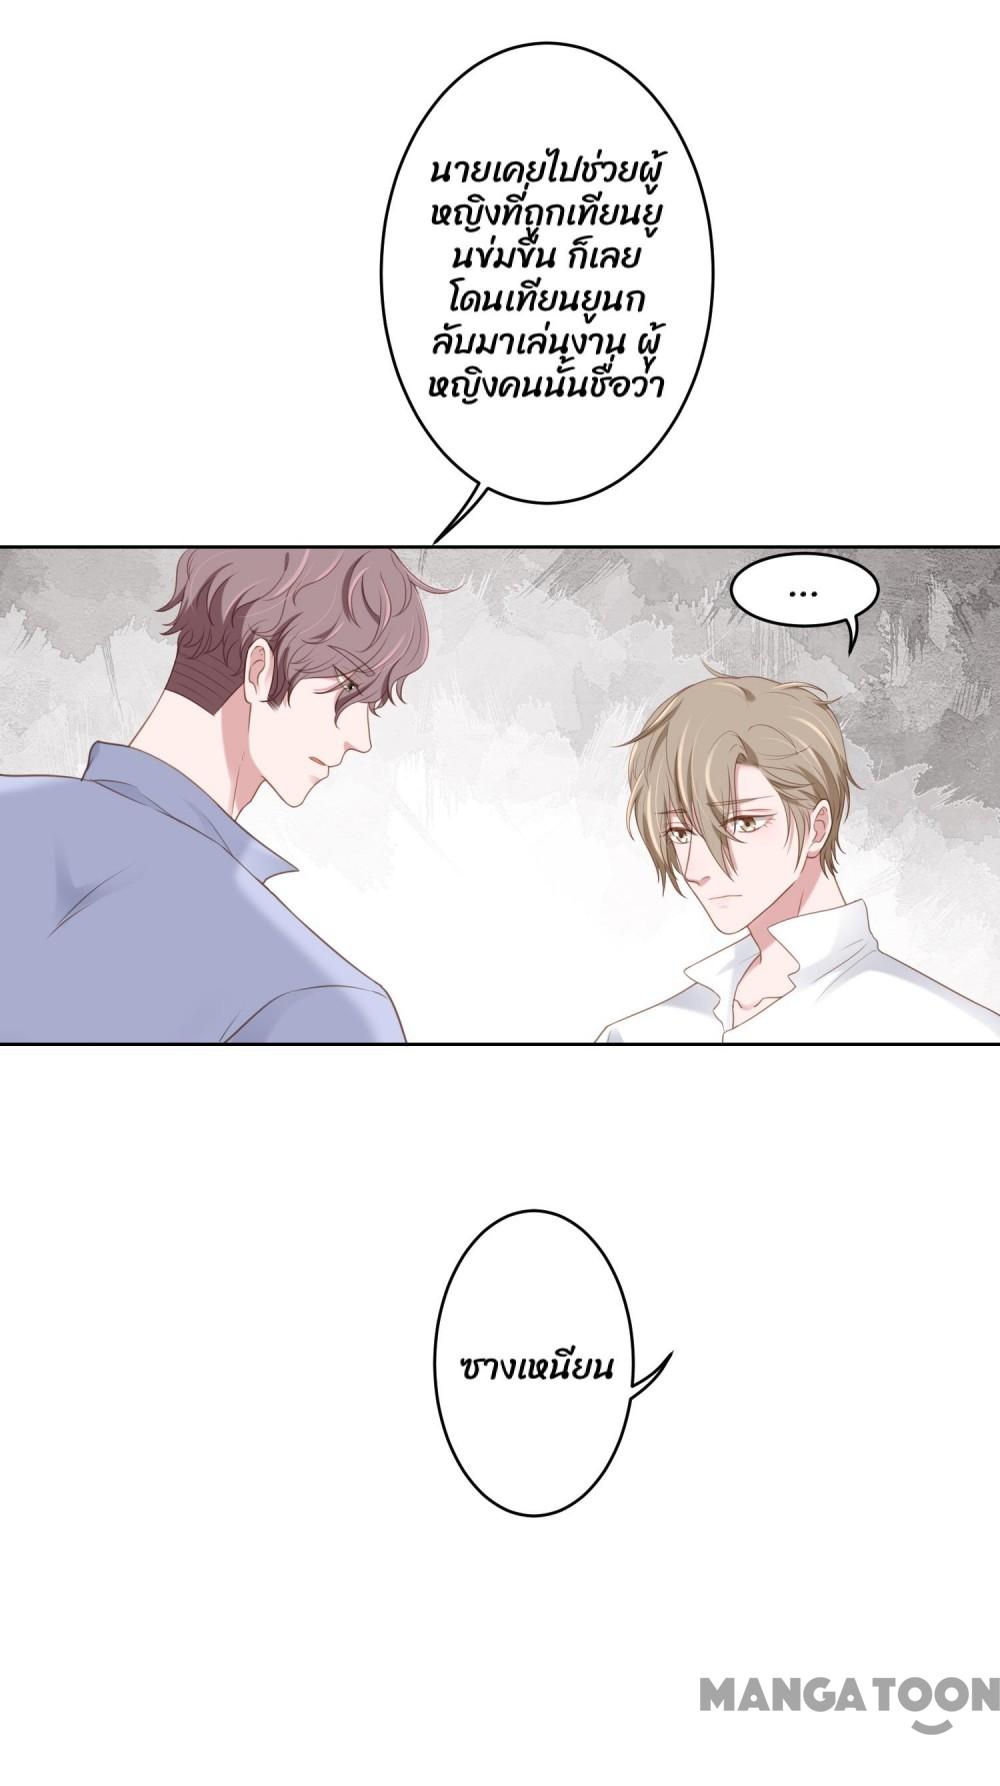 นายเคยไปช่วยผู้
หญิงที่ถูกเทียนยู
นข่มขืน ก็เลย
โดนเทียนยูนก
ลับมาเล่นงาน ผู้
หญิงคนนั้นชื่อว่า
...
ซางเหนียน
MANGATOON